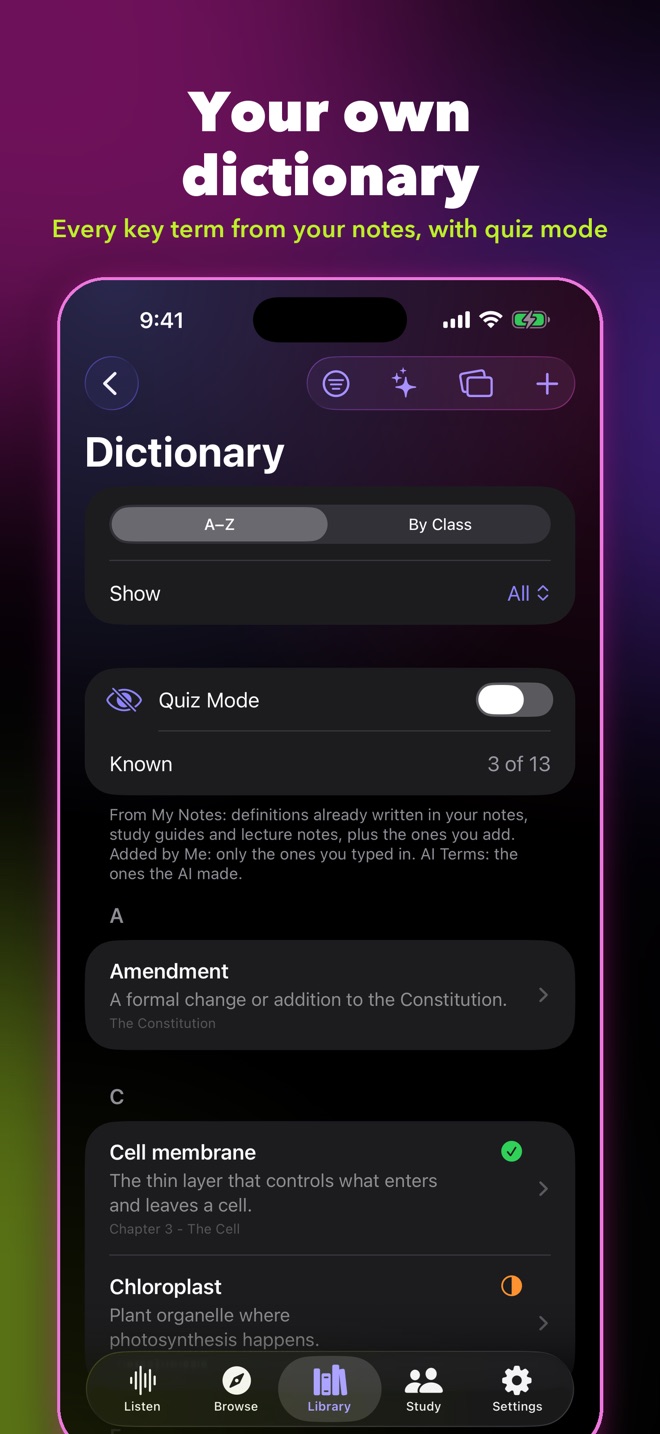 Your own
dictionary
Every key term from your notes, with quiz mode
9:41
Dictionary
A–Z
By Class
Show
All
Quiz Mode
Known
3 of 13
From My Notes: definitions already written in your notes,
study guides and lecture notes, plus the ones you add.
Added by Me: only the ones you typed in. AI Terms: the
ones the AI made.
A
Amendment
A formal change or addition to the Constitution.
The Constitution
C
Cell membrane
The thin layer that controls what enters
and leaves a cell.
Chapter 3 - The Cell
Chloroplast
Plant organelle where
photosynthesis happens.
Listen
Browse
Library
Study
Settings